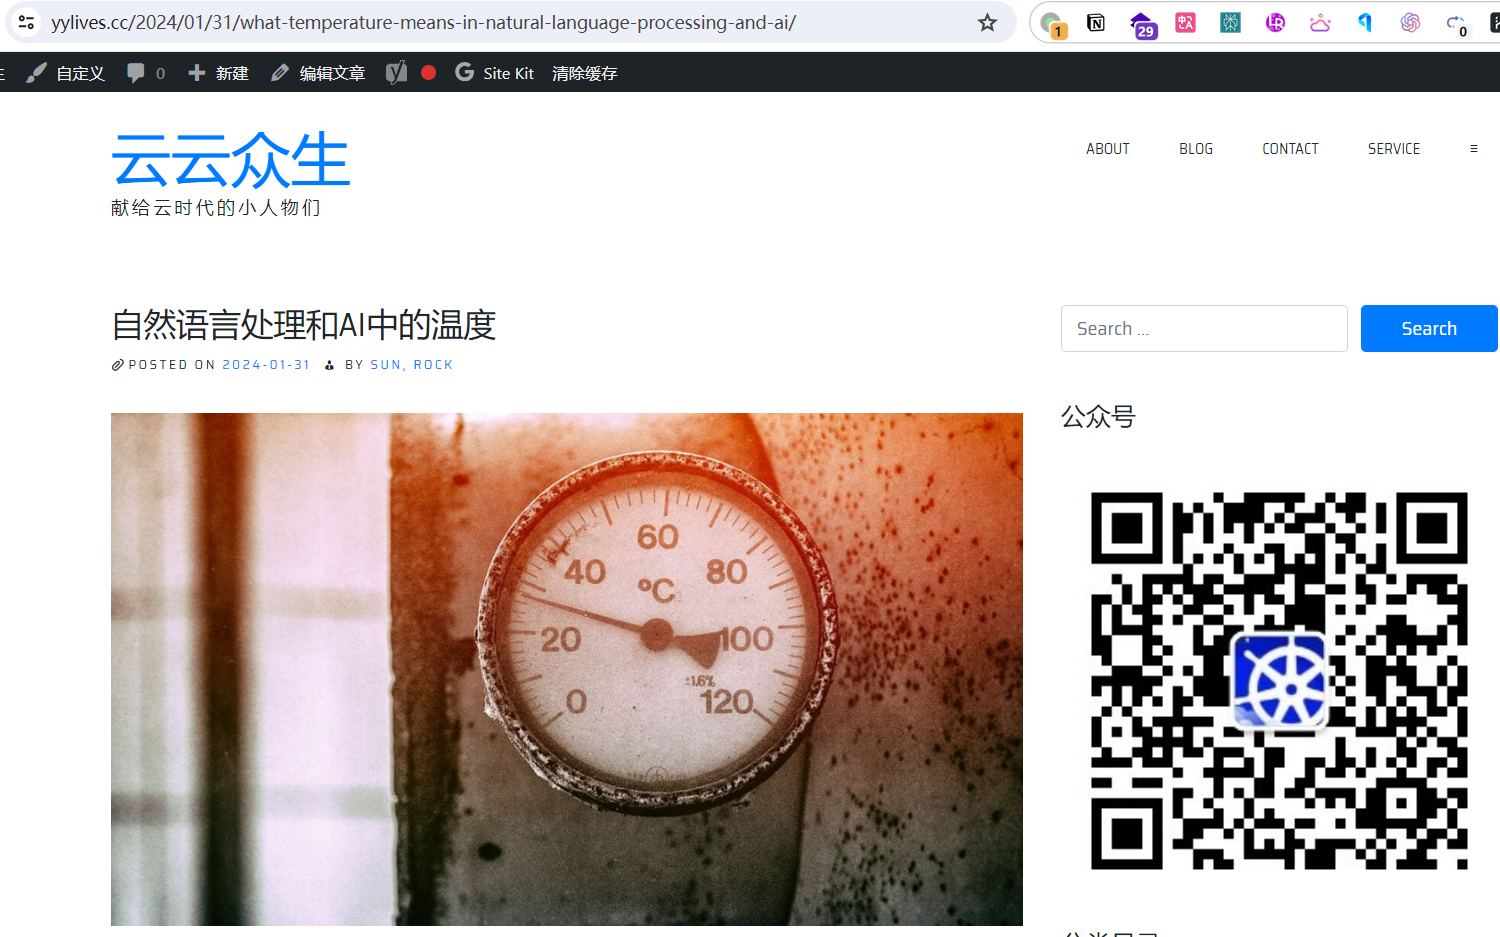 yylives.cc/2024/01/31/what-temperature-means-in-natural-language-processing-and-ai/
1
29
0
自定义
0
新建
编辑文章
Site Kit
清除缓存
云云众生
献给云时代的小人物们
ABOUT
BLOG
CONTACT
SERVICE
自然语言处理和AI中的温度
POSTED ON 2024-01-31 BY SUN, ROCK
Search ...
Search
公众号
60
40
80
°C
20
100
±1.6%
0
120